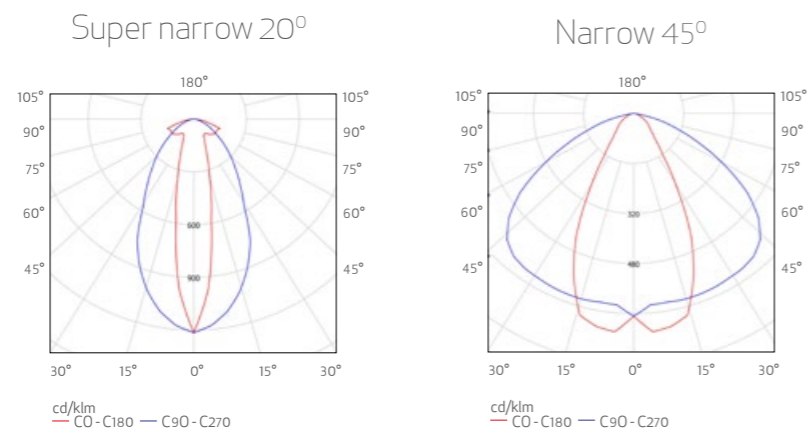 Super narrow 20⁰
Narrow 45⁰
180°
105° 105°
90° 90°
75° 75°
60° 60°
45° 45°
600
900
30° 15° 0° 15° 30°
cd/klm
C0 - C180 C90 - C270
180°
105° 105°
90° 90°
75° 75°
60° 60°
45° 45°
320
480
30° 15° 0° 15° 30°
cd/klm
C0 - C180 C90 - C270